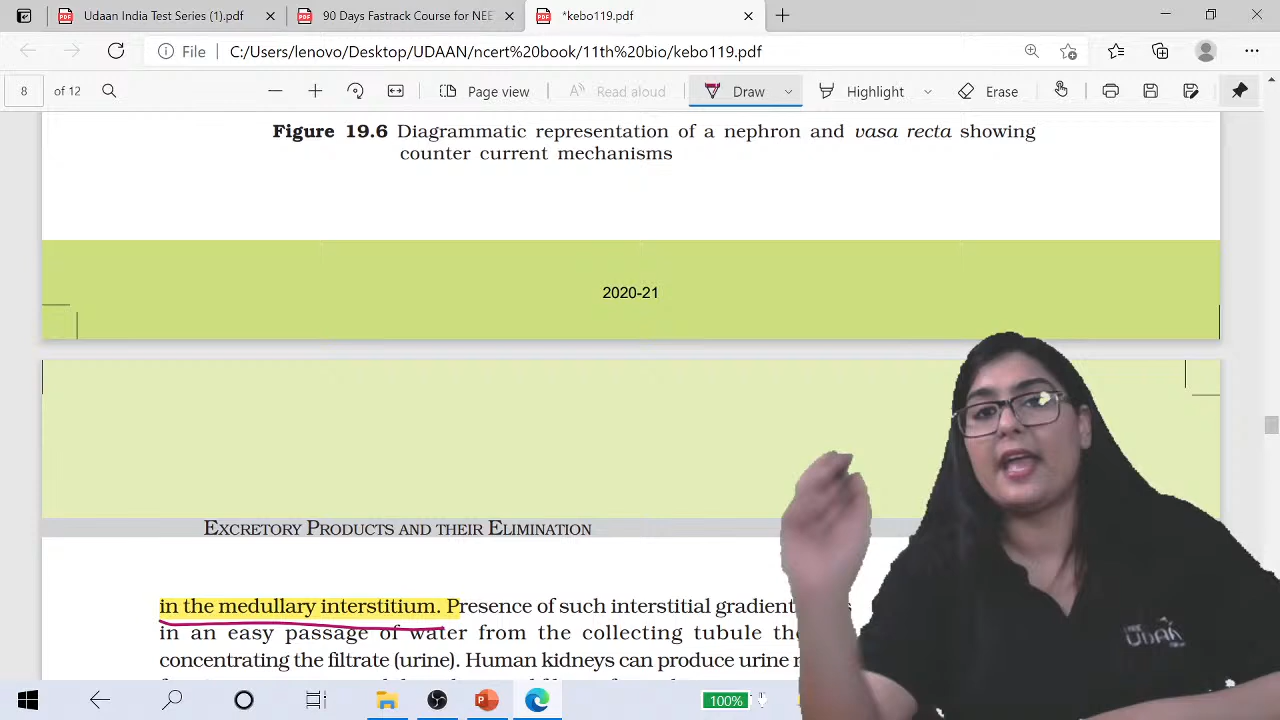 Udaan India Test Series (1).pdf
90 Days Fastrack Course for NEE
*kebo119.pdf
File C:/Users/lenovo/Desktop/UDAAN/ncert%20book/11th%20bio/kebo119.pdf
8 of 12
Page view
Read aloud
Draw
Highlight
Erase
Figure 19.6 Diagrammatic representation of a nephron and vasa recta showing
counter current mechanisms
2020-21
EXCRETORY PRODUCTS AND THEIR ELIMINATION
in the medullary interstitium. Presence of such interstitial gradient
in an easy passage of water from the collecting tubule
concentrating the filtrate (urine). Human kidneys can produce urine
UDAAN
100%